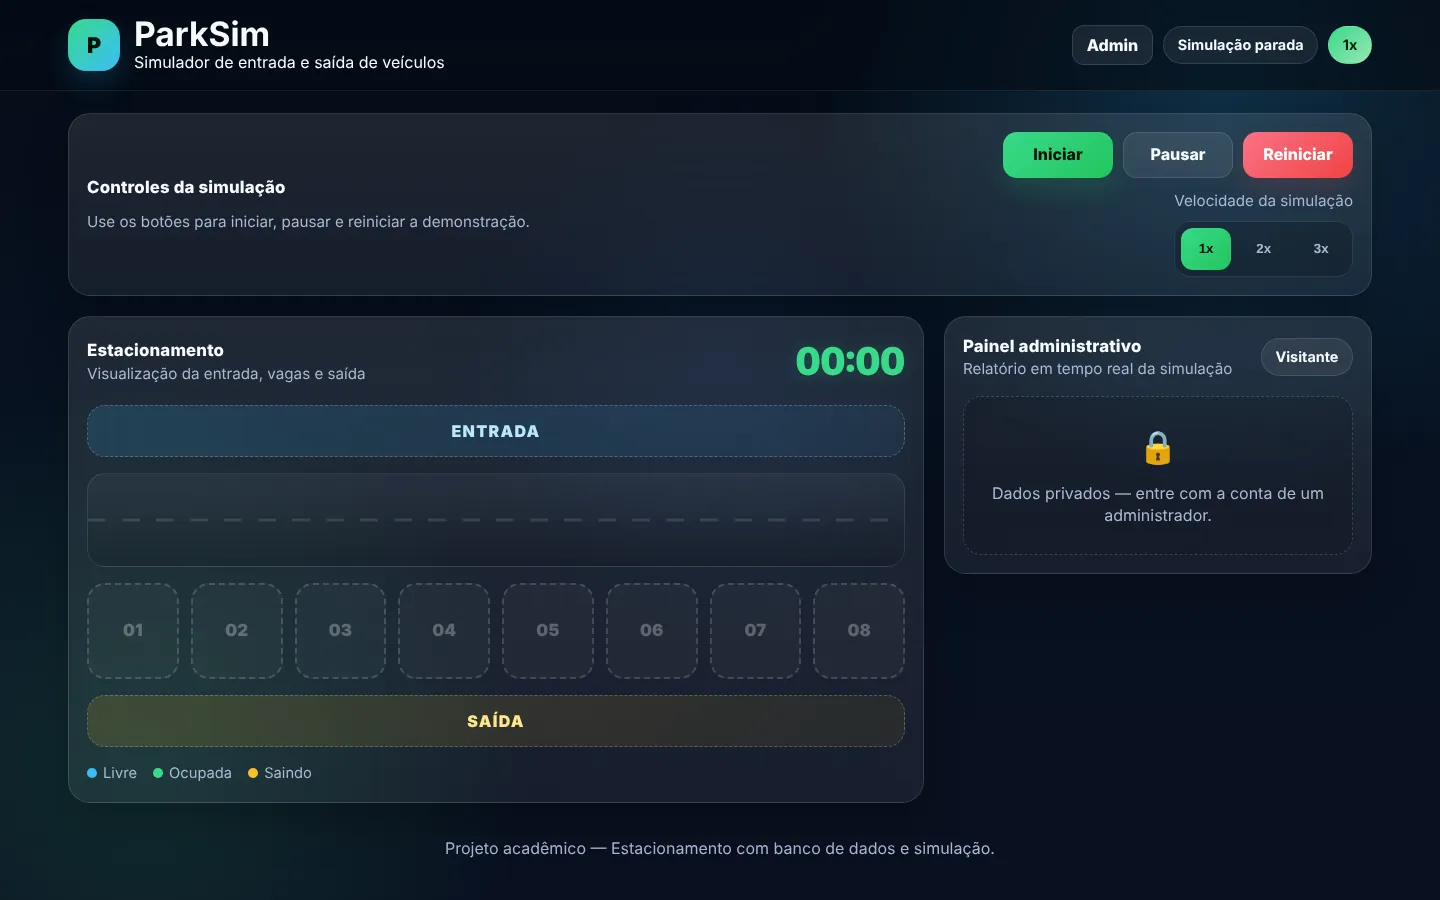 P
ParkSim
Simulador de entrada e saída de veículos
Admin
Simulação parada
1x
Controles da simulação
Use os botões para iniciar, pausar e reiniciar a demonstração.
Iniciar
Pausar
Reiniciar
Velocidade da simulação
1x
2x
3x
Estacionamento
Visualização da entrada, vagas e saída
00:00
ENTRADA
01
02
03
04
05
06
07
08
SAÍDA
Livre
Ocupada
Saindo
Painel administrativo
Relatório em tempo real da simulação
Visitante
Dados privados — entre com a conta de um
administrador.
Projeto acadêmico — Estacionamento com banco de dados e simulação.